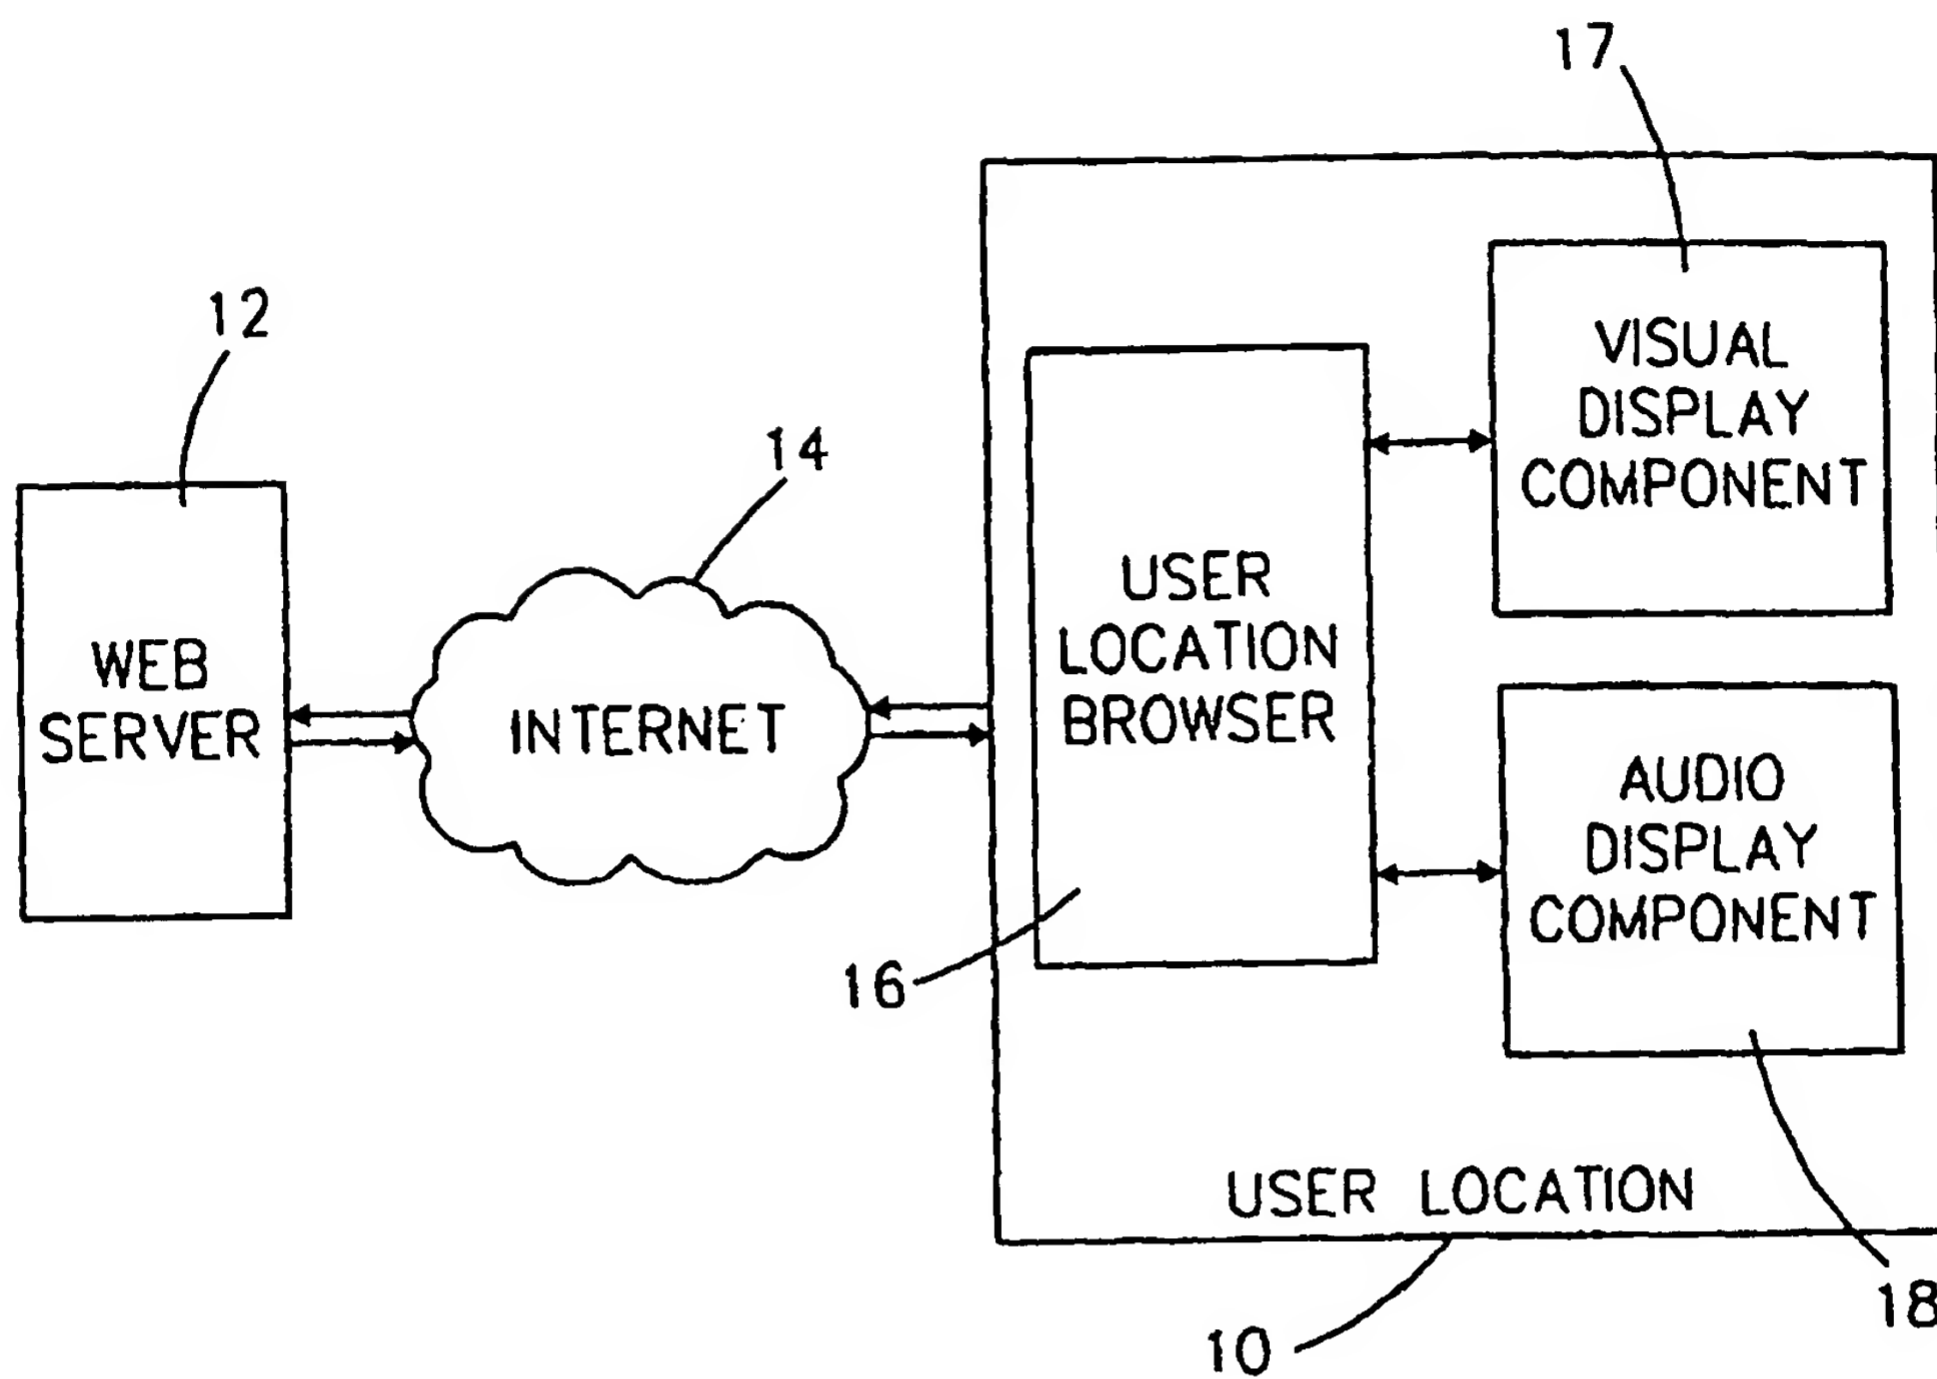 17
12
14
VISUAL
DISPLAY
COMPONENT
USER
LOCATION
BROWSER
WEB
SERVER
INTERNET
AUDIO
DISPLAY
COMPONENT
16
USER LOCATION
18
10